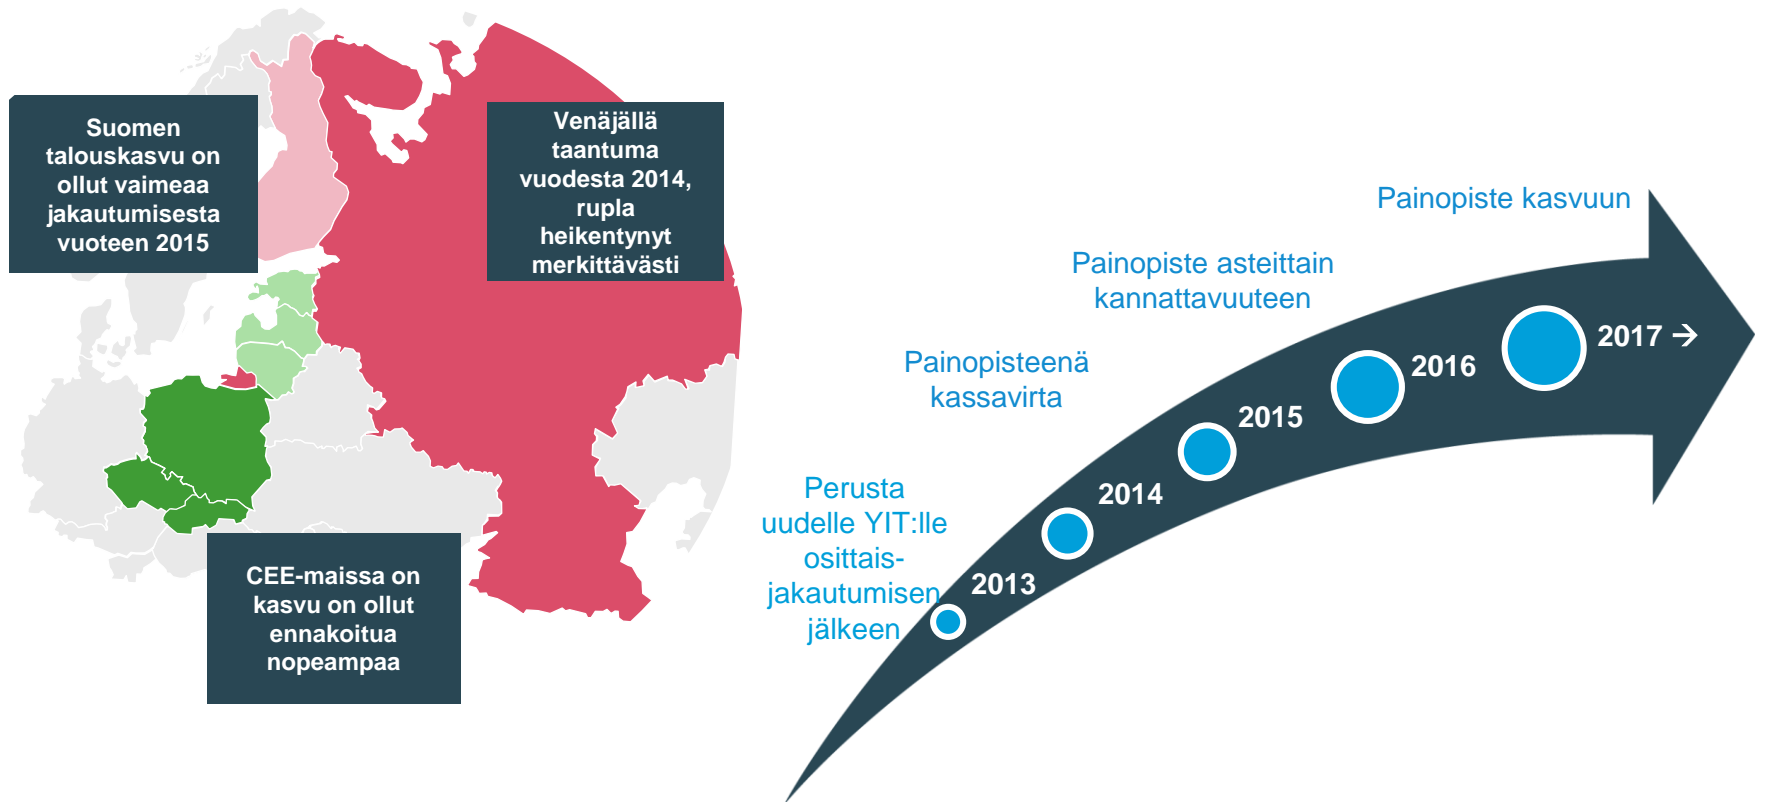 Suomen
talouskasvu on
ollut vaimeaa
jakautumisesta
vuoteen 2015
Venäjällä
taantuma
vuodesta 2014,
rupla
heikentynyt
merkittävästi
CEE-maissa on
kasvu on ollut
ennakoitua
nopeampaa
Perusta
uudelle YIT:lle
osittais-
jakautumisen
jälkeen
Painopisteenä
kassavirta
Painopiste asteittain
kannattavuuteen
Painopiste kasvuun
2013
2014
2015
2016
2017 →